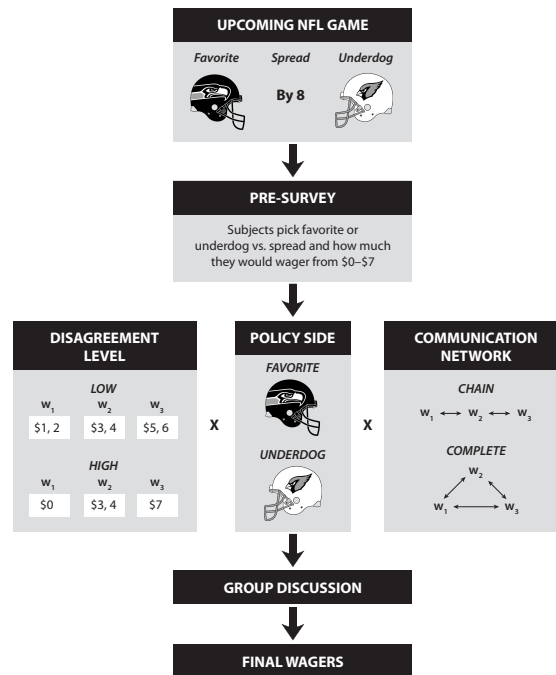 UPCOMING NFL GAME
Favorite Spread Underdog
By 8
PRE-SURVEY
Subjects pick favorite or
underdog vs. spread and how much
they would wager from $0–$7
DISAGREEMENT
LEVEL
LOW
w1 w2 w3
$1, 2 $3, 4 $5, 6
HIGH
w1 w2 w3
$0 $3, 4 $7
X
POLICY SIDE
FAVORITE
UNDERDOG
X
COMMUNICATION
NETWORK
CHAIN
w1 w2 w3
COMPLETE
w2
w1 w3
GROUP DISCUSSION
FINAL WAGERS